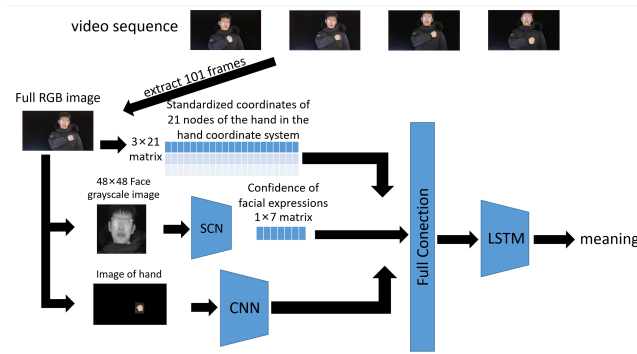 video sequence
extract 101 frames
Full RGB image
Standardized coordinates of
21 nodes of the hand in the
hand coordinate system
3×21
matrix
48×48 Face
grayscale image
Confidence of
facial expressions
1×7 matrix
SCN
Full Conection
LSTM
meaning
Image of hand
CNN